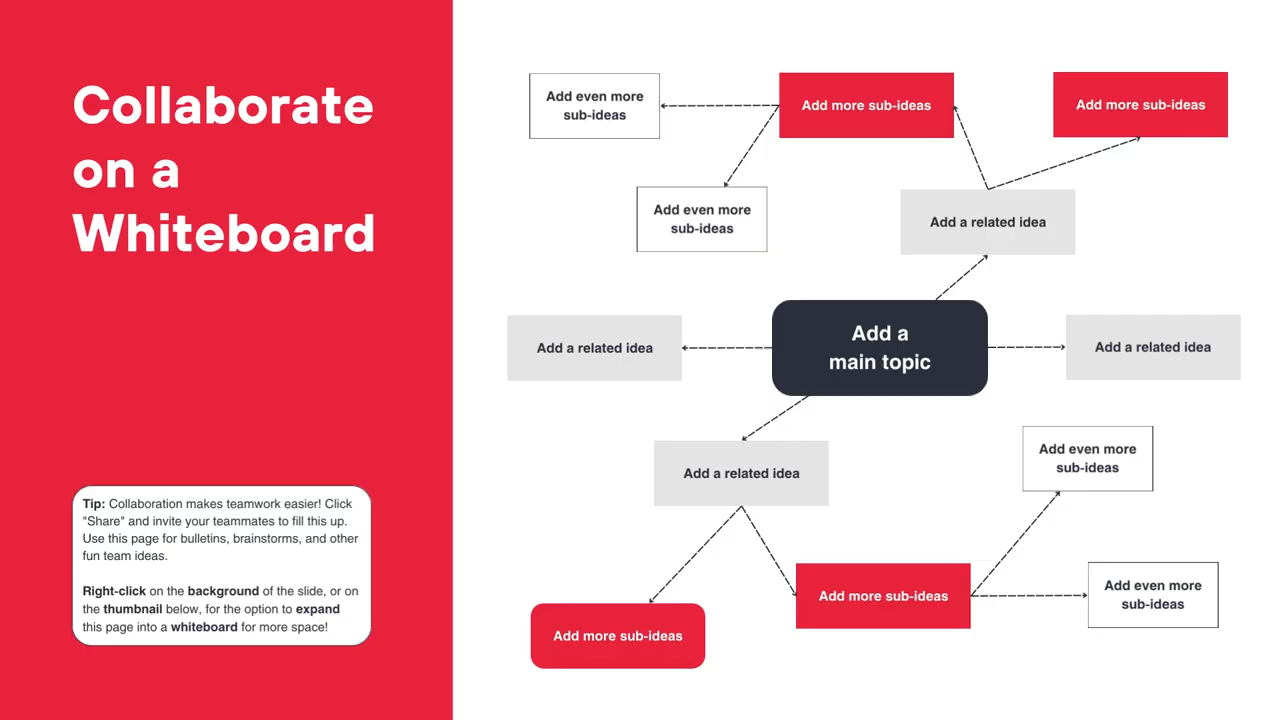 Collaborate
on a
Whiteboard
Tip: Collaboration makes teamwork easier! Click
"Share" and invite your teammates to fill this up.
Use this page for bulletins, brainstorms, and other
fun team ideas.
Right-click on the background of the slide, or on
the thumbnail below, for the option to expand
this page into a whiteboard for more space!
Add even more
sub-ideas
Add more sub-ideas
Add more sub-ideas
Add even more
sub-ideas
Add a related idea
Add a related idea
Add a
main topic
Add a related idea
Add a related idea
Add even more
sub-ideas
Add more sub-ideas
Add even more
sub-ideas
Add more sub-ideas